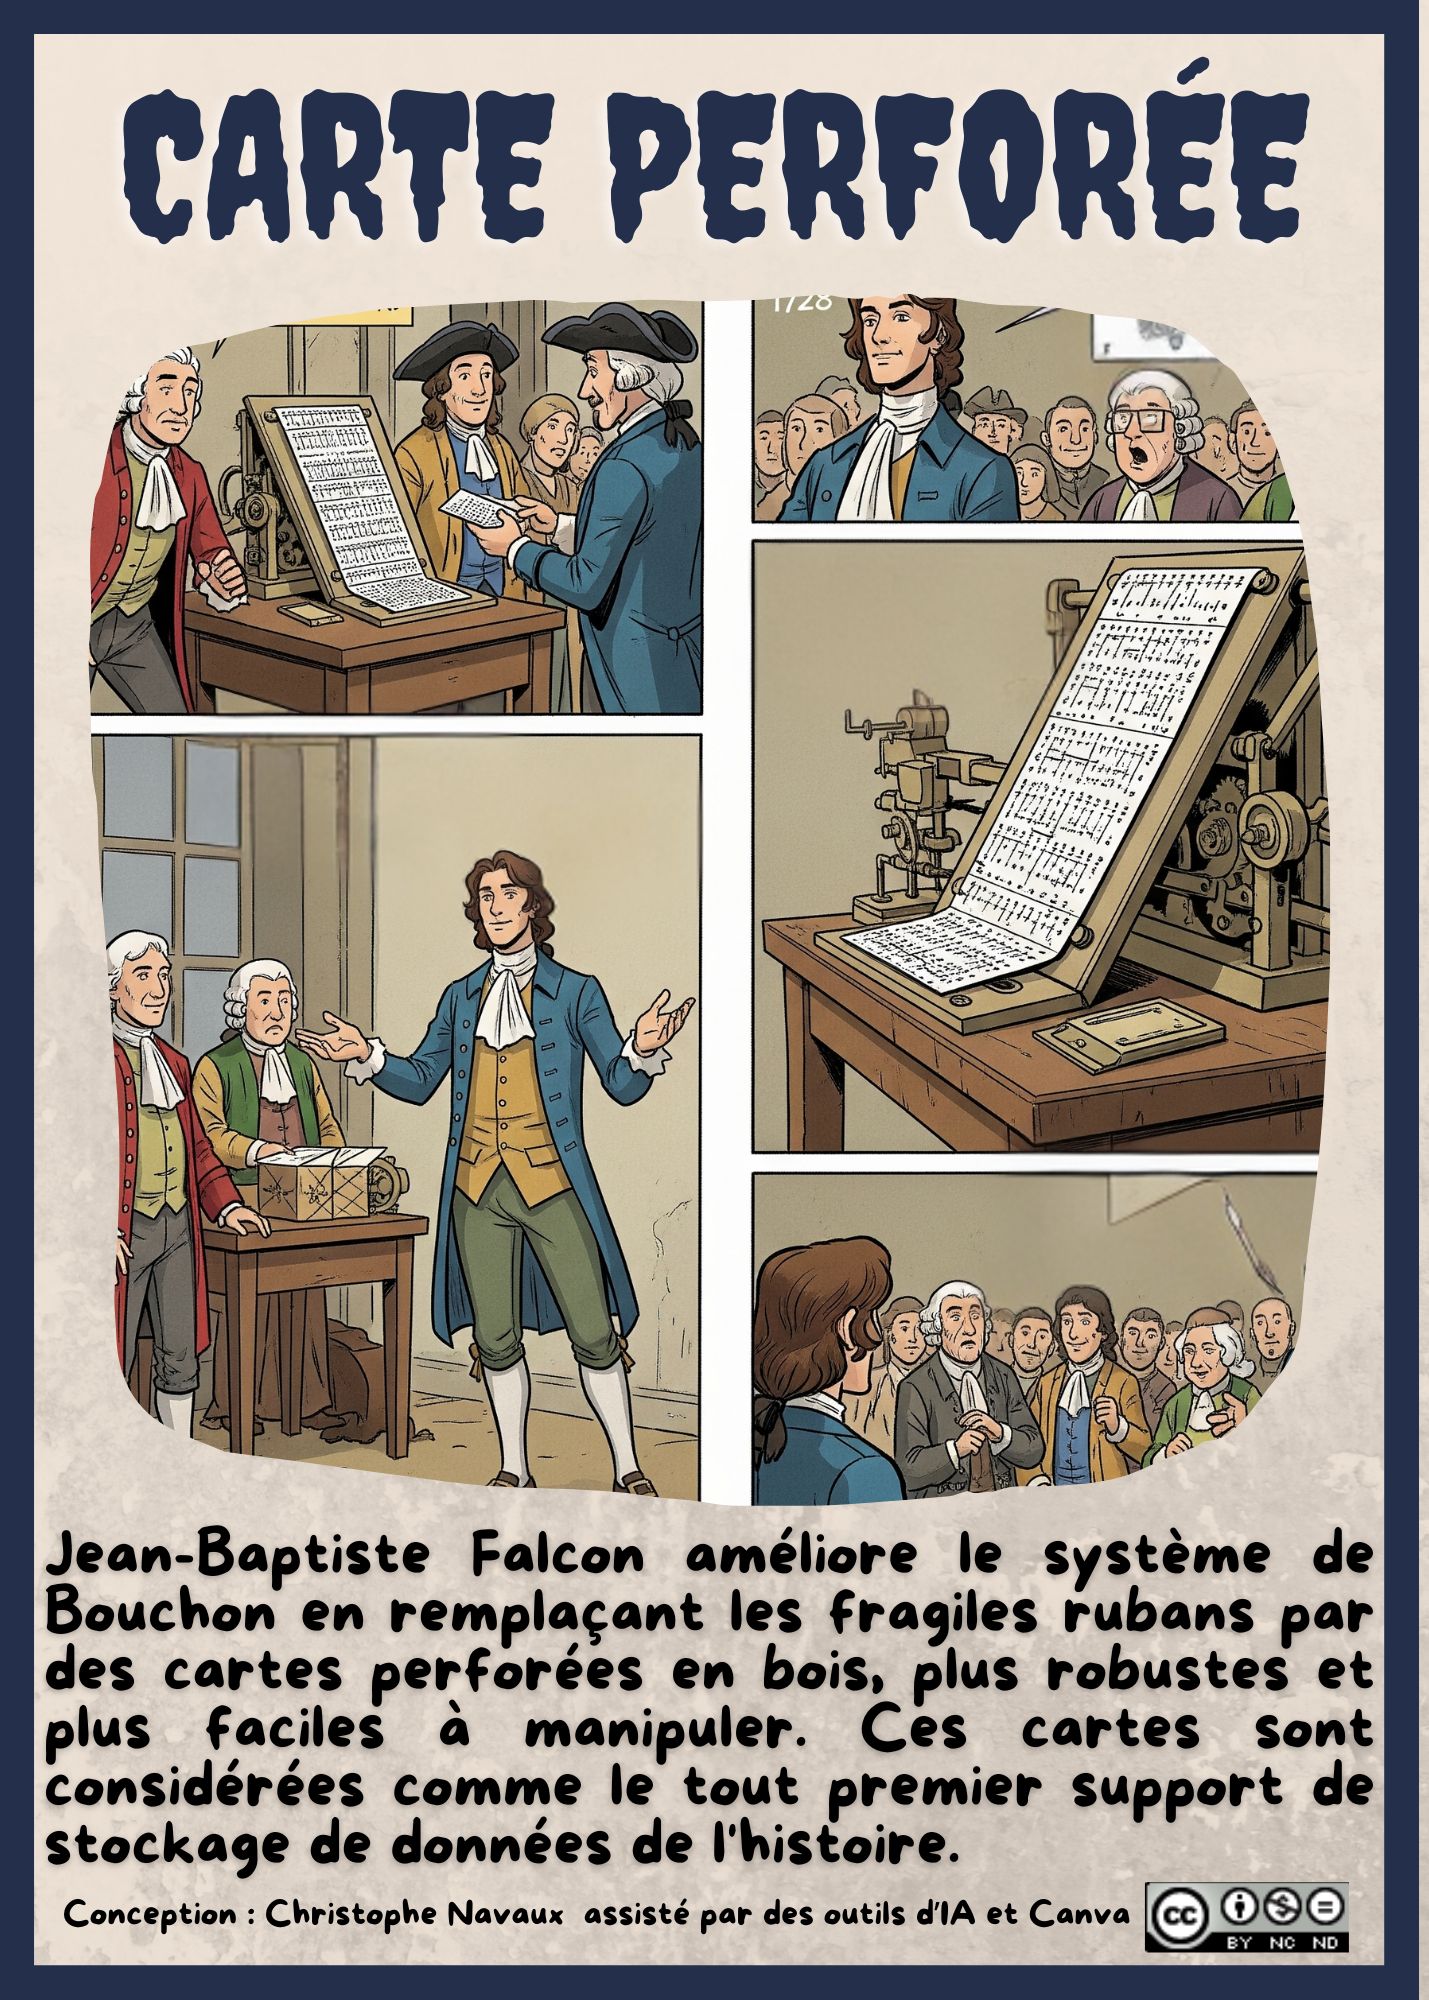 CARTE PERFORÉE
1728
Jean-Baptiste Falcon améliore le système de
Bouchon en remplaçant les fragiles rubans par
des cartes perforées en bois, plus robustes et
plus faciles à manipuler. Ces cartes sont
considérées comme le tout premier support de
stockage de données de l'histoire.
Conception : Christophe Navaux assisté par des outils d'IA et Canva
cc
BY NC ND